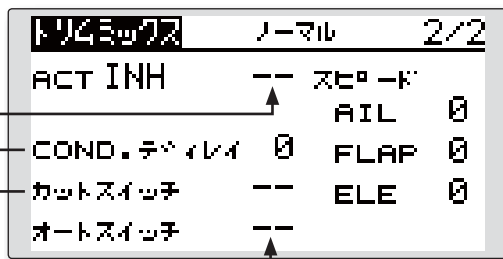 トリムミックス ノーマル 2/2
ACT INH -- スピード
AIL 0
COND.ディレイ 0 FLAP 0
カットスイッチ -- ELE 0
オートスイッチ --